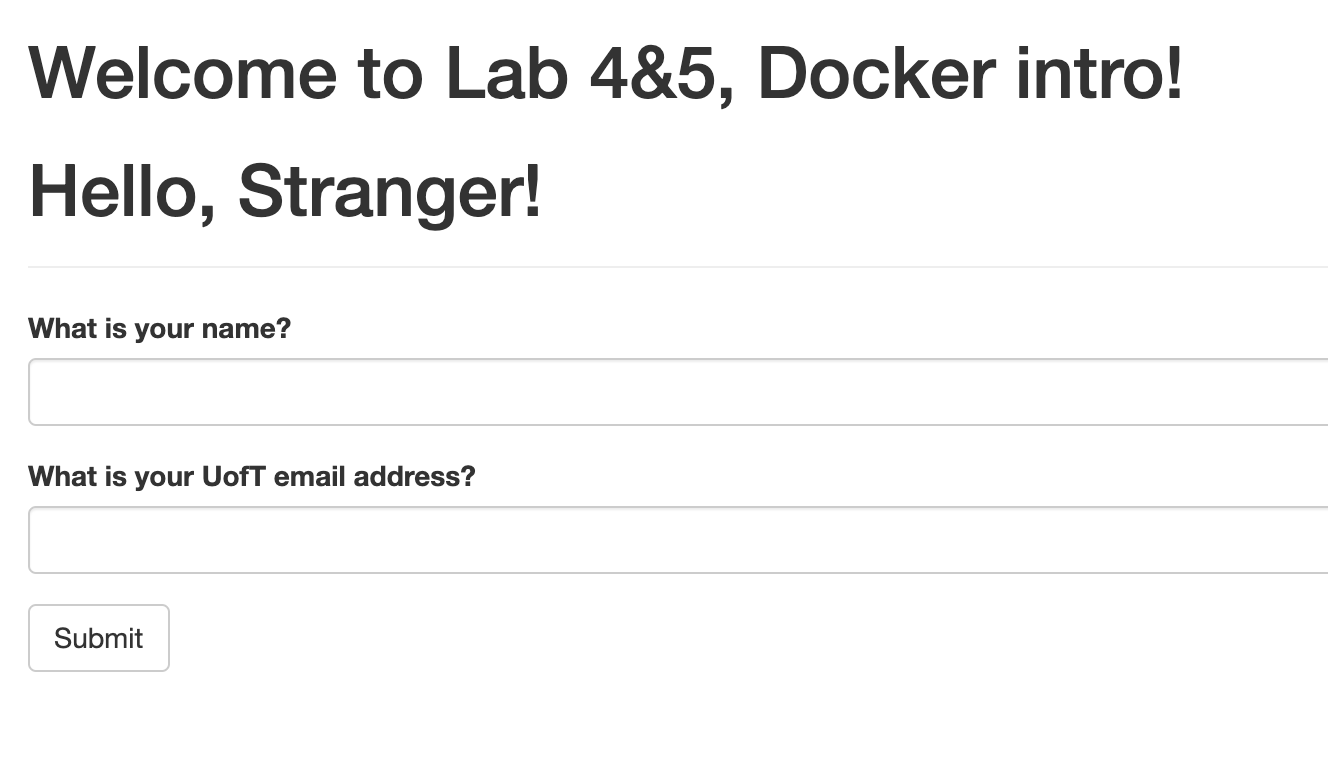 Welcome to Lab 4&5, Docker intro!
Hello, Stranger!
What is your name?
What is your UofT email address?
Submit